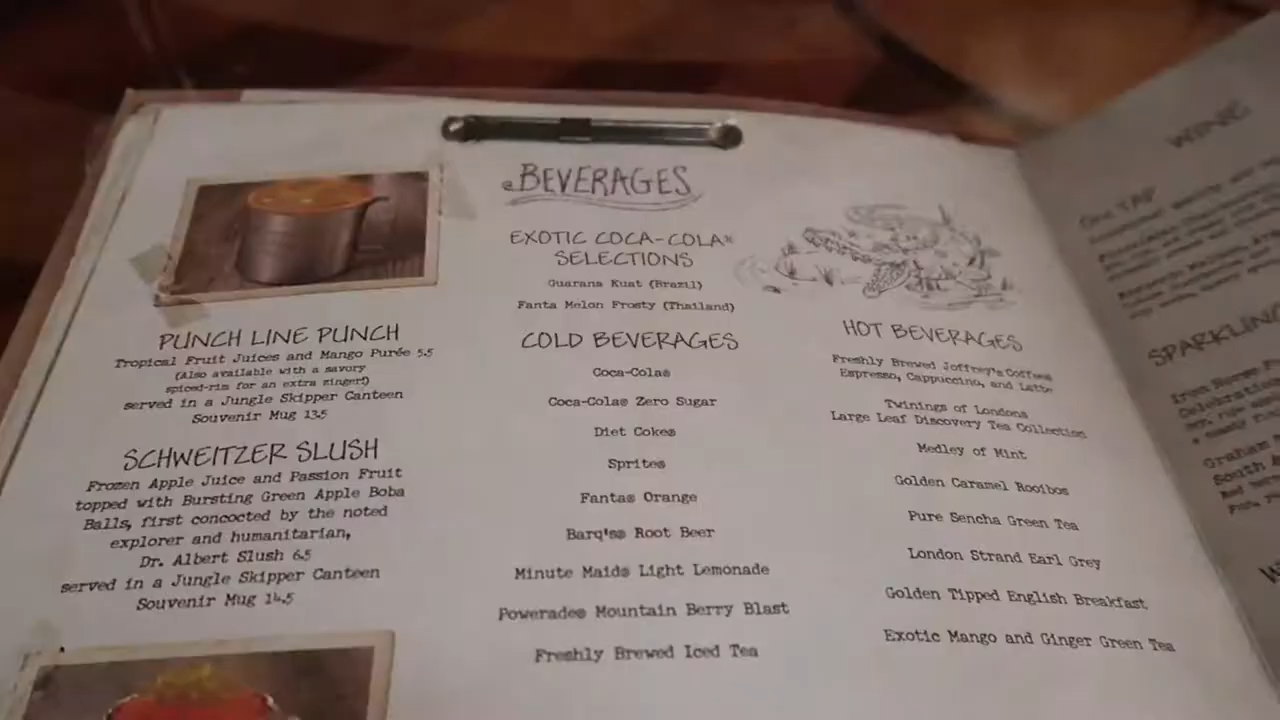 BEVERAGES
PUNCH LINE PUNCH
Tropical Fruit Juices and Mango Purée 5.5
(Also available with a savory
spiced-rim for an extra zinger!)
served in a Jungle Skipper Canteen
Souvenir Mug 13.5
SCHWEITZER SLUSH
Frozen Apple Juice and Passion Fruit
topped with Bursting Green Apple Boba
Balls, first concocted by the noted
explorer and humanitarian,
Dr. Albert Slush 6.5
served in a Jungle Skipper Canteen
Souvenir Mug 14.5
EXOTIC COCA-COLA®
SELECTIONS
Guarana Kuat (Brazil)
Fanta Melon Frosty (Thailand)
COLD BEVERAGES
Coca-Cola®
Coca-Cola® Zero Sugar
Diet Coke®
Sprite®
Fanta® Orange
Barq's® Root Beer
Minute Maid® Light Lemonade
Powerade® Mountain Berry Blast
Freshly Brewed Iced Tea
HOT BEVERAGES
Freshly Brewed Joffrey's Coffee®
Espresso, Cappuccino, and Latte
Twinings of London®
Large Leaf Discovery Tea Collection
Medley of Mint
Golden Caramel Rooibos
Pure Sencha Green Tea
London Strand Earl Grey
Golden Tipped English Breakfast
Exotic Mango and Ginger Green Tea
WINE
On TAP
SPARKLING
Iron Horse
Celebration
Graham
South